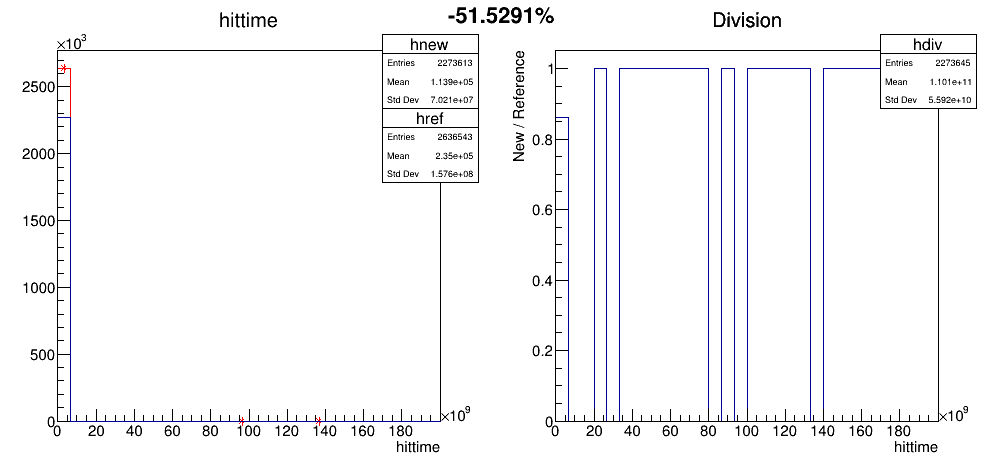 -51.5291%
hittime
×10³
hnew
Entries 2273613
Mean 1.139e+05
Std Dev 7.021e+07
href
Entries 2636543
Mean 2.35e+05
Std Dev 1.576e+08
2500
2000
1500
1000
500
0
0 20 40 60 80 100 120 140 160 180
×10⁹
hittime
Division
hdiv
Entries 2273645
Mean 1.101e+11
Std Dev 5.592e+10
New / Reference
1
0.8
0.6
0.4
0.2
0
0 20 40 60 80 100 120 140 160 180
×10⁹
hittime